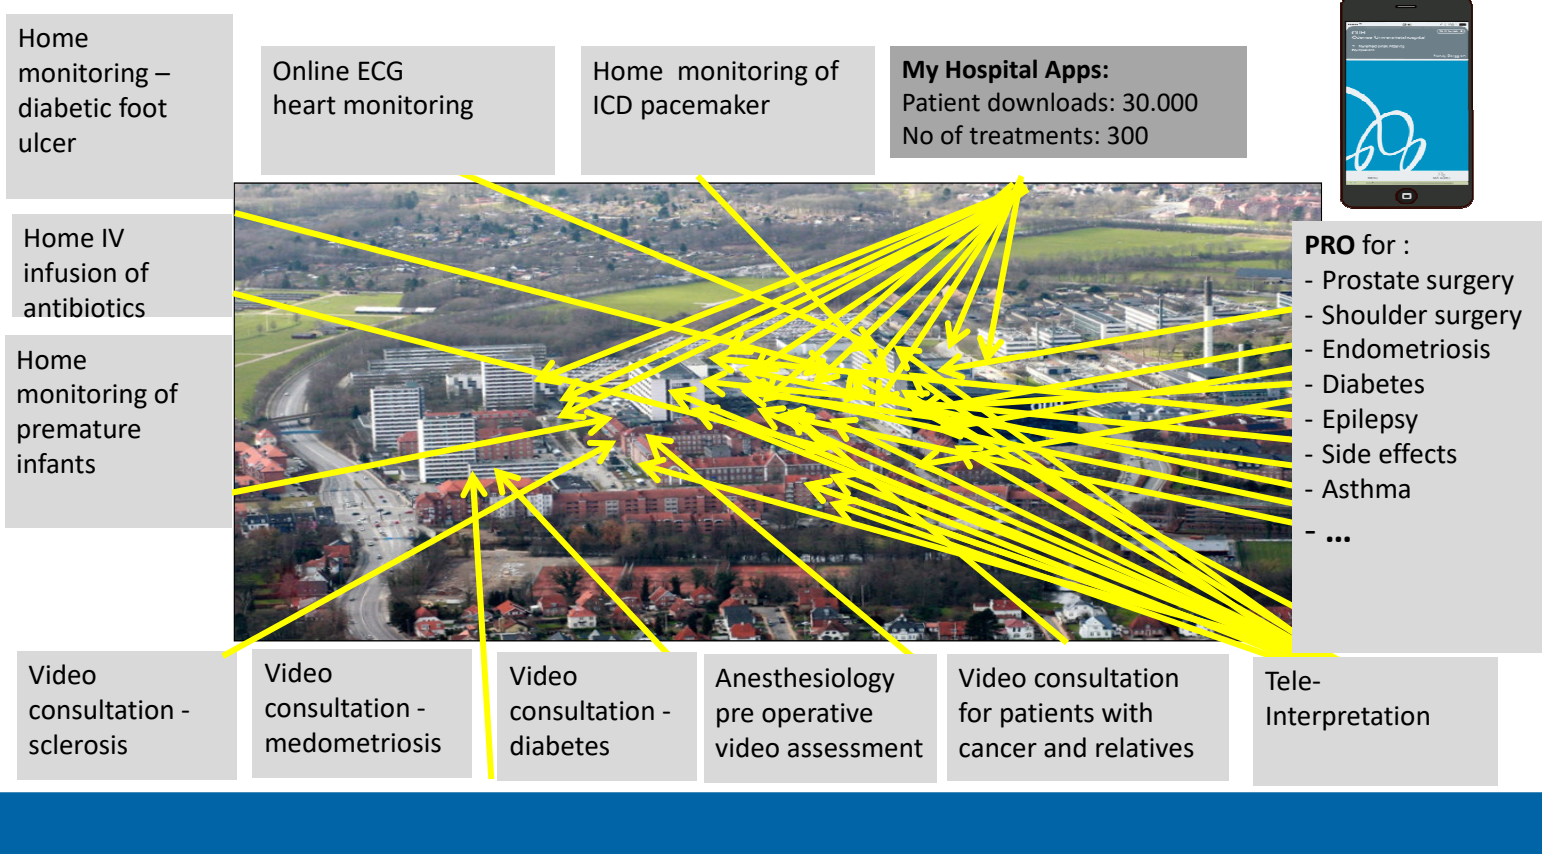 Home
monitoring –
diabetic foot
ulcer
Online ECG
heart monitoring
Home  monitoring of
ICD pacemaker
My Hospital Apps:
Patient downloads: 30.000
No of treatments: 300
Home IV
infusion of
antibiotics
Home
monitoring of
premature
infants
PRO for :
- Prostate surgery
- Shoulder surgery
- Endometriosis
- Diabetes
- Epilepsy
- Side effects
- Asthma
- ...
Video
consultation -
sclerosis
Video
consultation -
medometriosis
Video
consultation -
diabetes
Anesthesiology
pre operative
video assessment
Video consultation
for patients with
cancer and relatives
Tele-
Interpretation